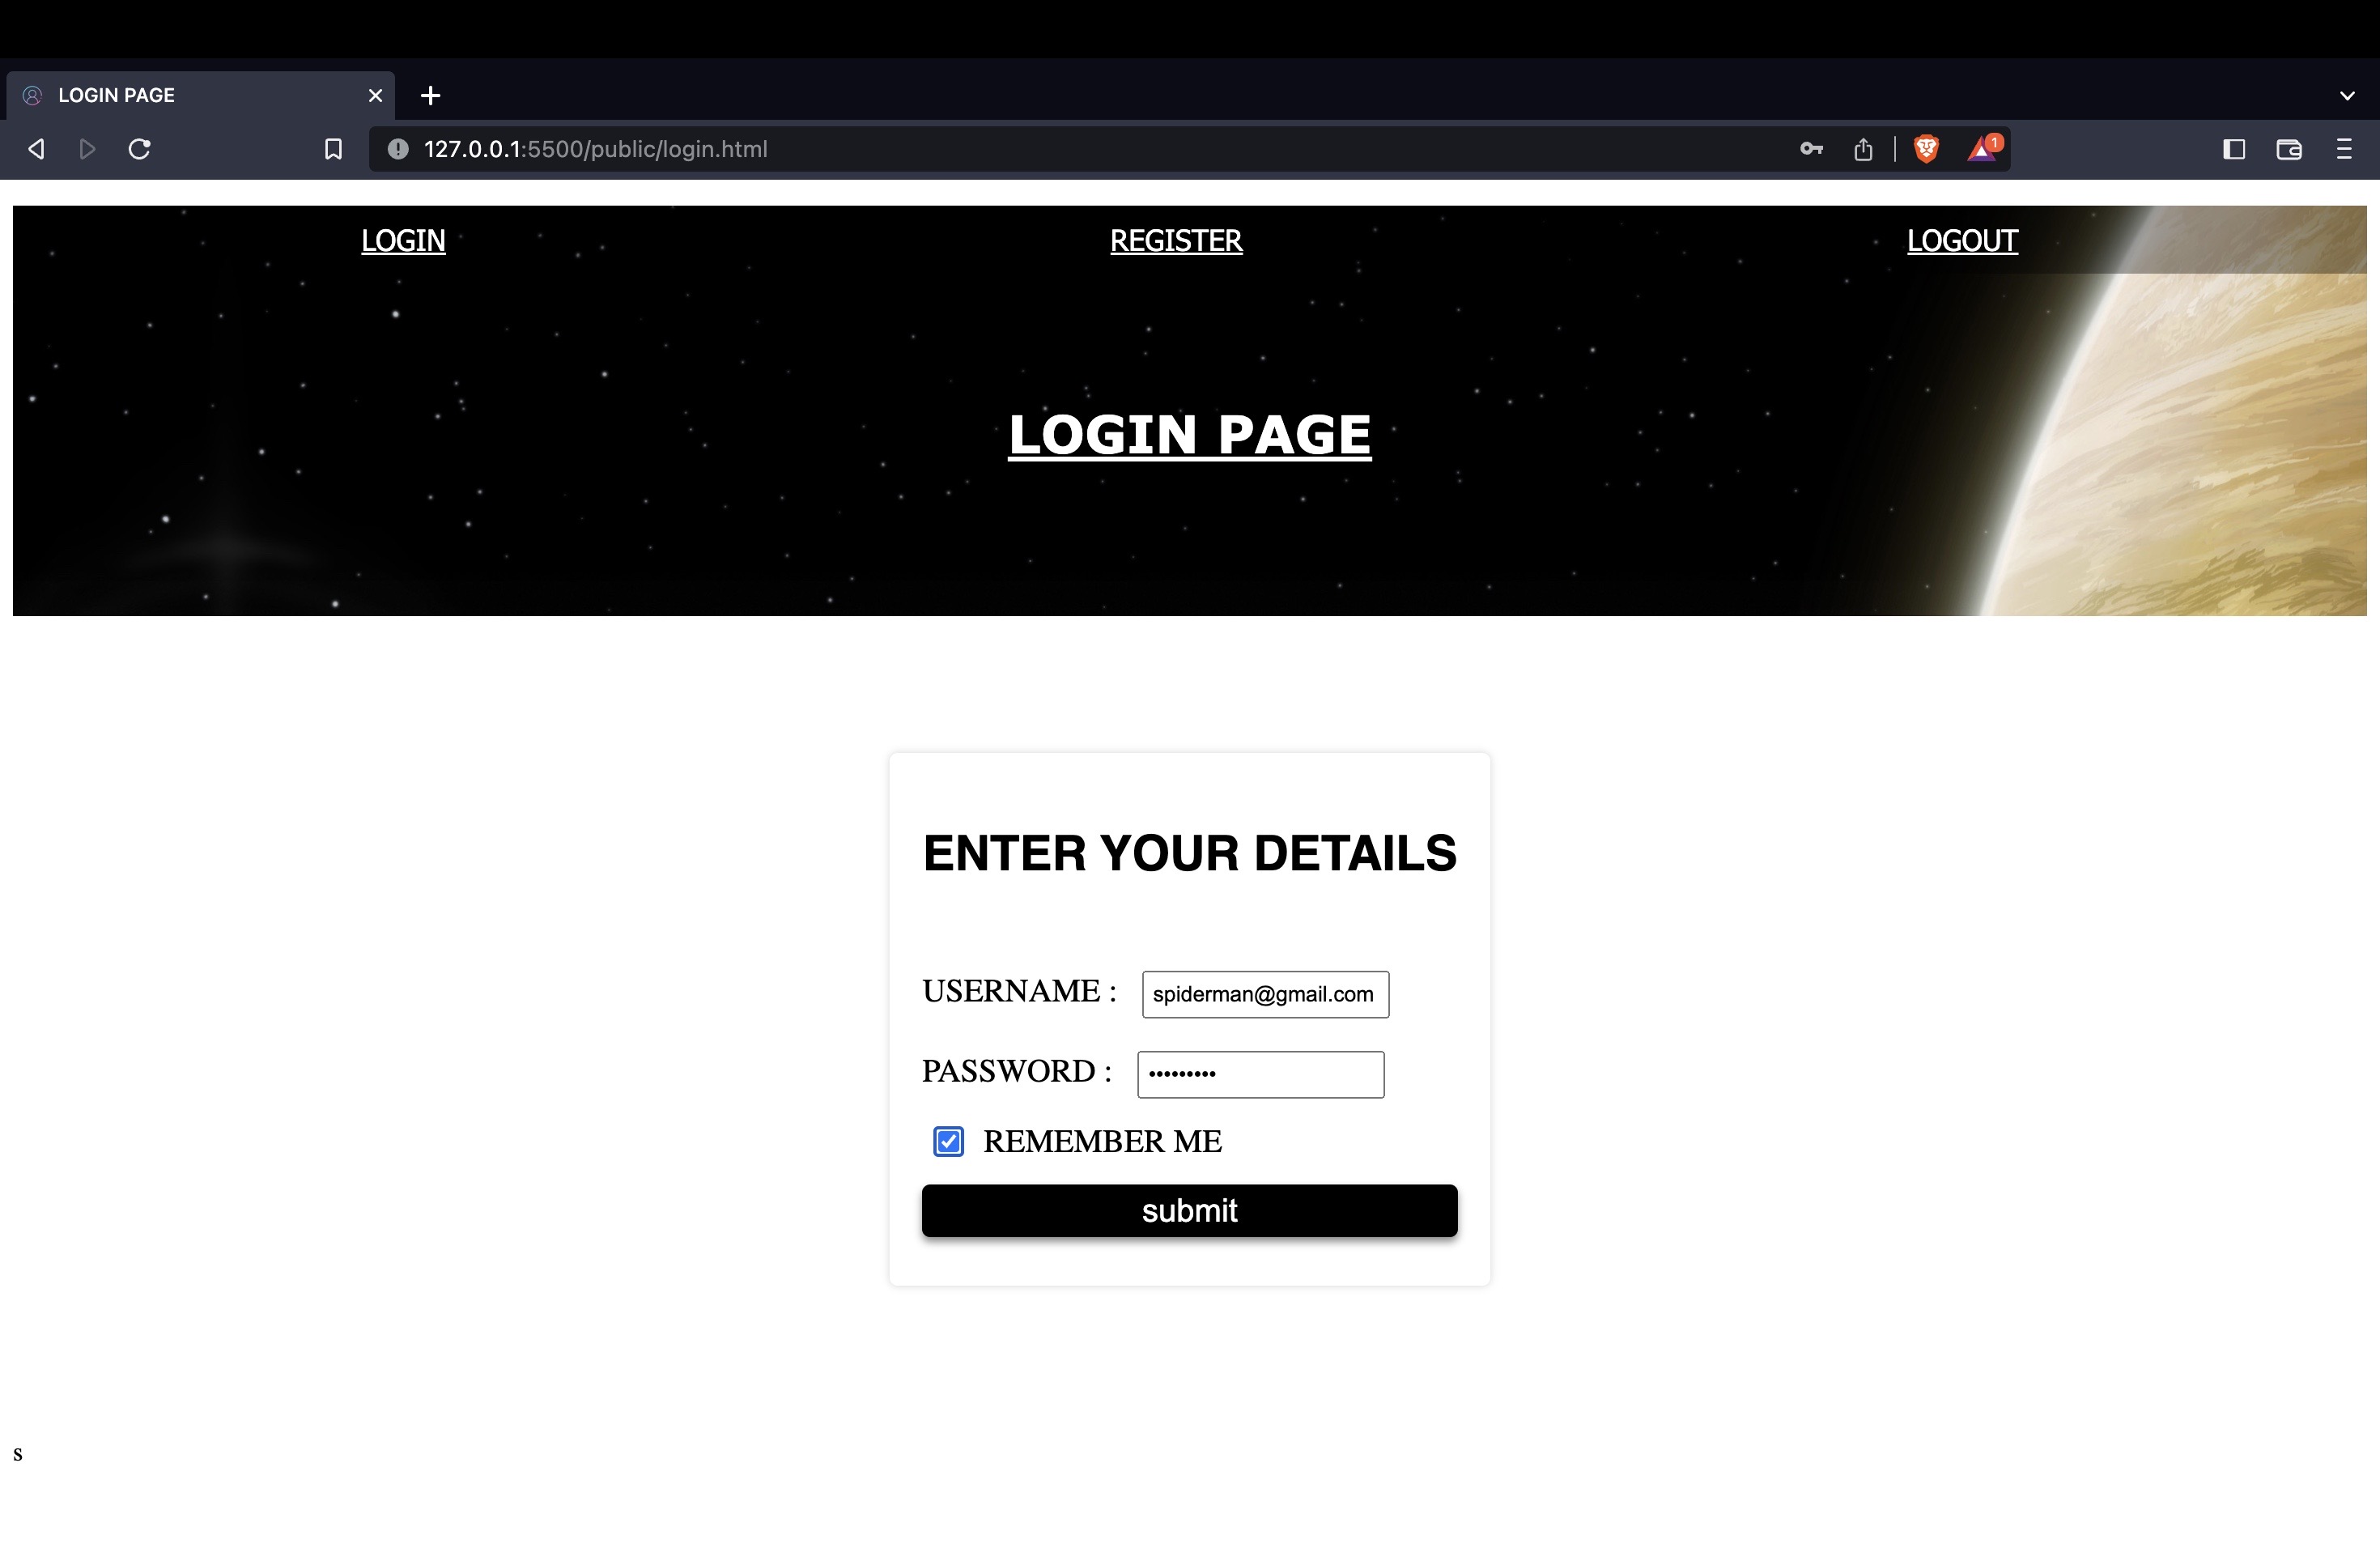 LOGIN PAGE
127.0.0.1:5500/public/login.html
1
LOGIN REGISTER LOGOUT
LOGIN PAGE
ENTER YOUR DETAILS
USERNAME : spiderman@gmail.com
PASSWORD : •••••••••
REMEMBER ME
submit
s